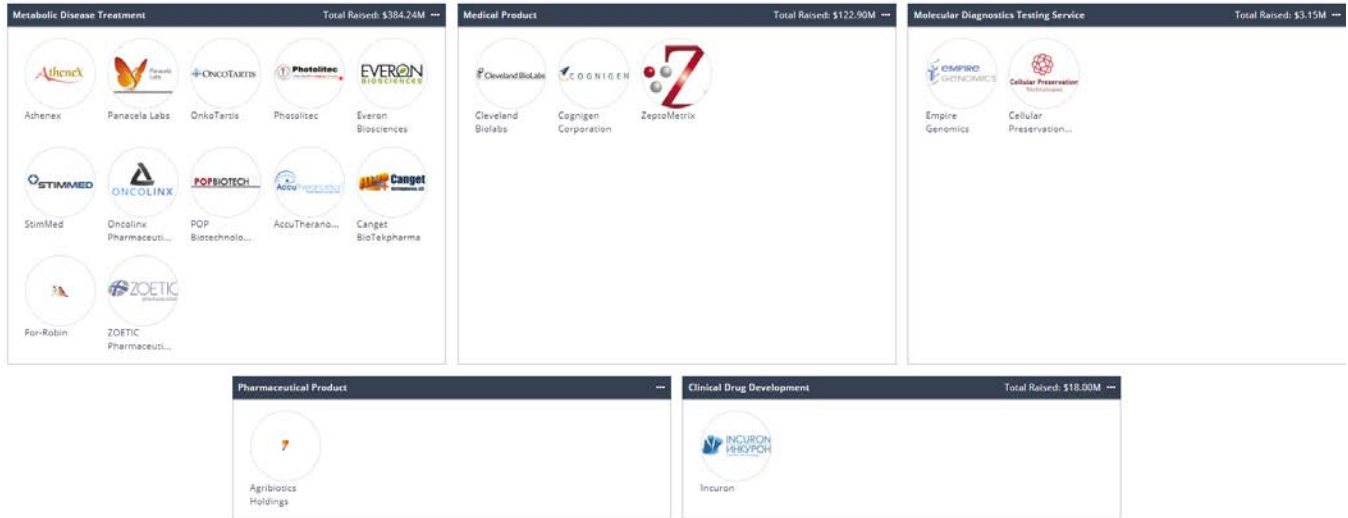 Metabolic Disease Treatment Total Raised: $384.24M ···
AtheneX Panacela Labs ONCOTARTIS Photolitec EVERON BIOSCIENCES
Athenex Panacela Labs OnkoTartis Photolitec Everon
Biosciences
STIMMED ONCOLINX POPBIOTECH AccuTheranostics Canget
StimMed Oncolinx POP AccuTherano... Canget
Pharmaceuti... Biotechnolo... BioTekpharma
ZOETIC
For-Robin ZOETIC
Pharmaceuti...
Medical Product Total Raised: $122.90M ···
Cleveland BioLabs COGNIGEN Z
Cleveland Cognigen ZeptoMetrix
Biolabs Corporation
Molecular Diagnostics Testing Service Total Raised: $3.15M ···
empire GENOMICS Cellular Preservation Technologies
Empire Cellular
Genomics Preservation...
Pharmaceutical Product ···
Agribiotics
Holdings
Clinical Drug Development Total Raised: $18.00M ···
INCURON
ИНКУРОН
Incuron